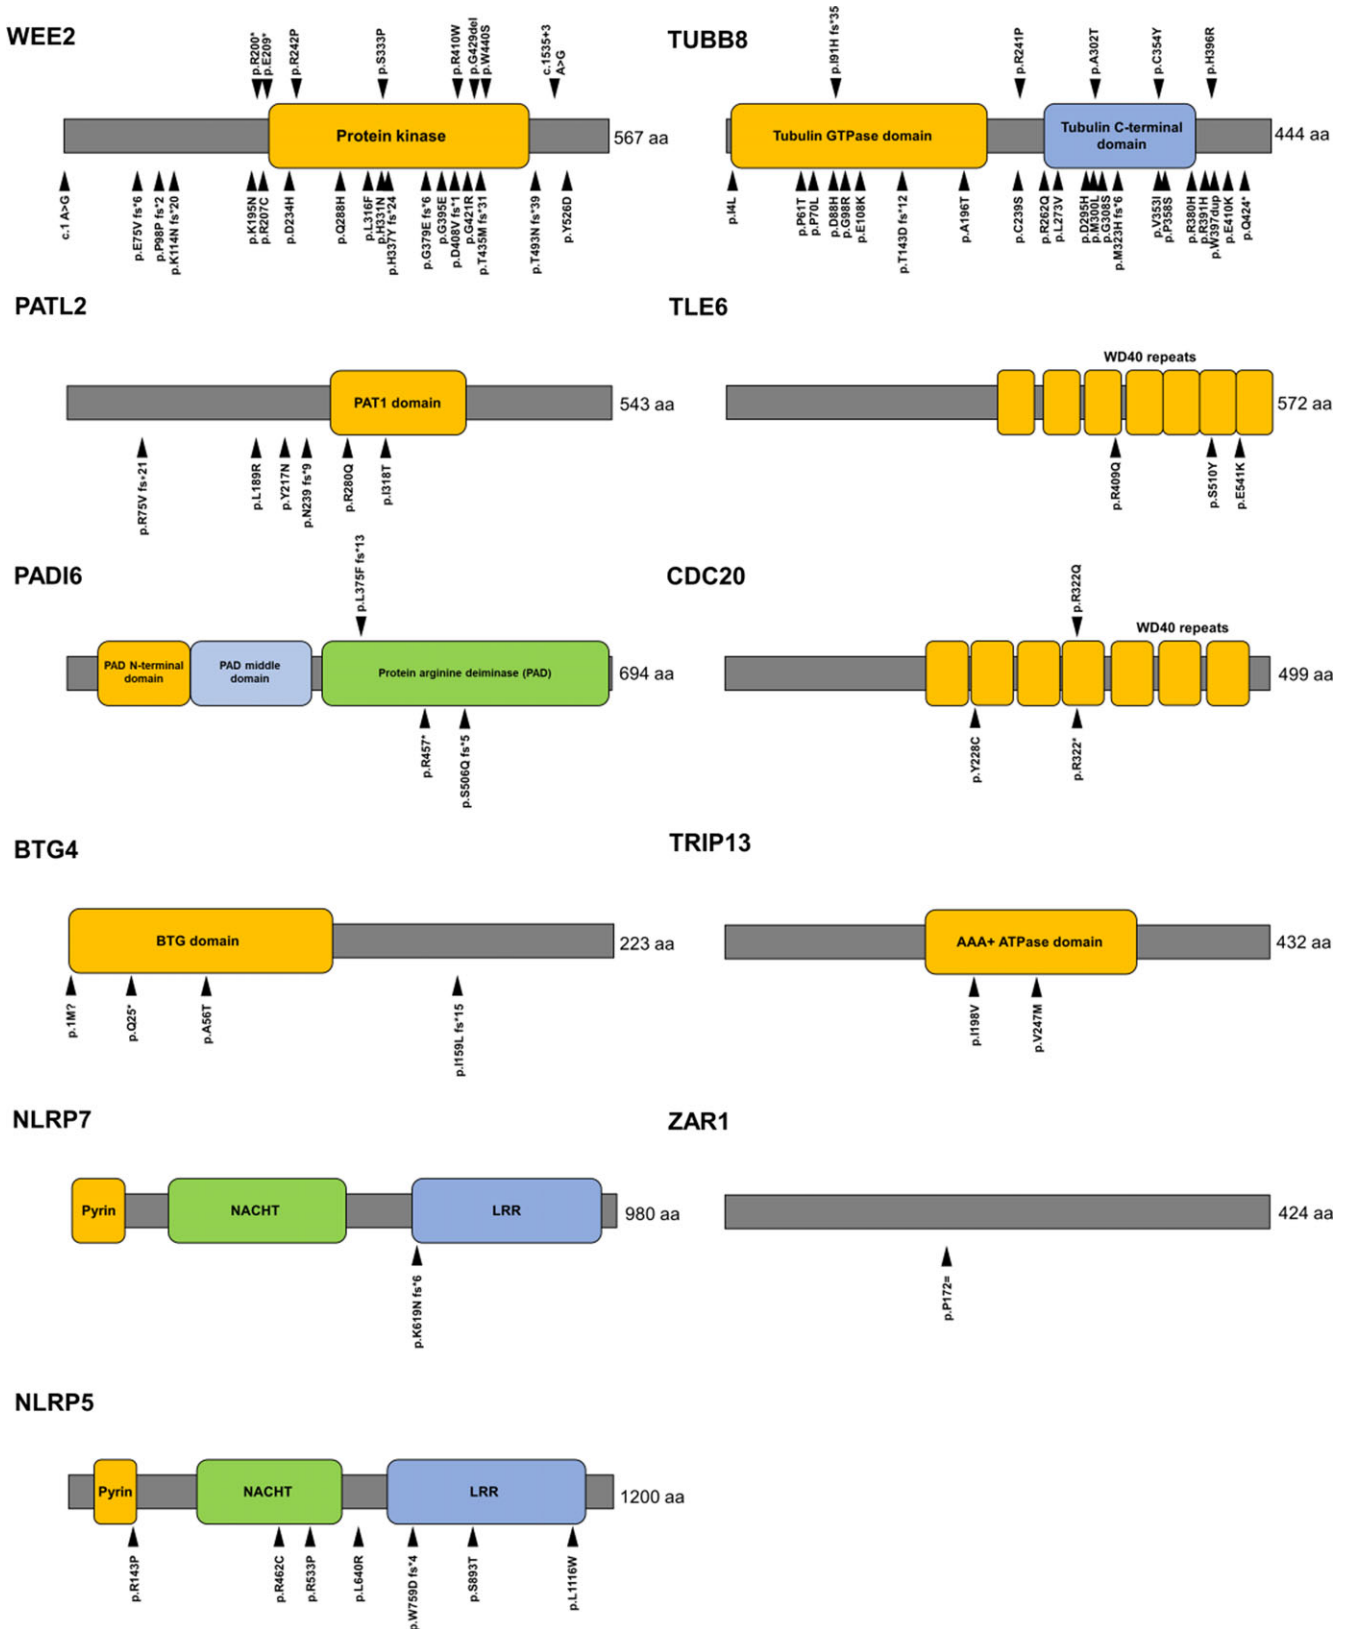 WEE2
p.R200*
p.E209*
p.R242P
p.S333P
p.R410W
p.G429del
p.W440S
c.1535+3
A>G
Protein kinase
567 aa
c.1 A>G
p.E75V fs*6
p.P98P fs*2
p.K114N fs*20
p.K195N
p.R207C
p.D234H
p.Q288H
p.L316F
p.H331N
p.H337Y fs*24
p.G379E fs*6
p.G395E
p.D408V fs*1
p.G421R
p.T435M fs*31
p.T493N fs*39
p.Y526D
TUBB8
p.I91H fs*35
p.R241P
p.A302T
p.C354Y
p.H396R
Tubulin GTPase domain
Tubulin C-terminal
domain
444 aa
p.I4L
p.P61T
p.P70L
p.D88H
p.G98R
p.E108K
p.T143D fs*12
p.A196T
p.C239S
p.R262Q
p.L273V
p.D295H
p.M300L
p.G308S
p.M323H fs*6
p.V353I
p.P358S
p.R380H
p.R391H
p.W397dup
p.E410K
p.Q424*
PATL2
PAT1 domain
543 aa
p.R75V fs*21
p.L189R
p.Y217N
p.N239 fs*9
p.R280Q
p.I318T
TLE6
WD40 repeats
572 aa
p.R409Q
p.S510Y
p.E541K
PADI6
p.L375F fs*13
PAD N-terminal
domain
PAD middle
domain
Protein arginine deiminase (PAD)
694 aa
p.R457*
p.S506Q fs*5
CDC20
p.R322Q
WD40 repeats
499 aa
p.Y228C
p.R322*
BTG4
BTG domain
223 aa
p.1M?
p.Q25*
p.A56T
p.I159L fs*15
TRIP13
AAA+ ATPase domain
432 aa
p.I198V
p.V247M
NLRP7
Pyrin
NACHT
LRR
980 aa
p.K619N fs*6
ZAR1
424 aa
p.P172=
NLRP5
Pyrin
NACHT
LRR
1200 aa
p.R143P
p.R462C
p.R533P
p.L640R
p.W759D fs*4
p.S893T
p.L1116W